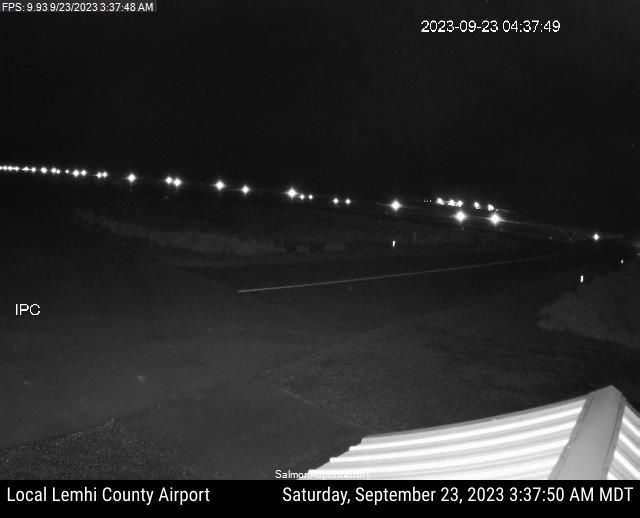 FPS: 9.93 9/23/2023 3:37:48 AM
2023-09-23 04:37:49
IPC
Local Lemhi County Airport
Saturday, September 23, 2023 3:37:50 AM MDT